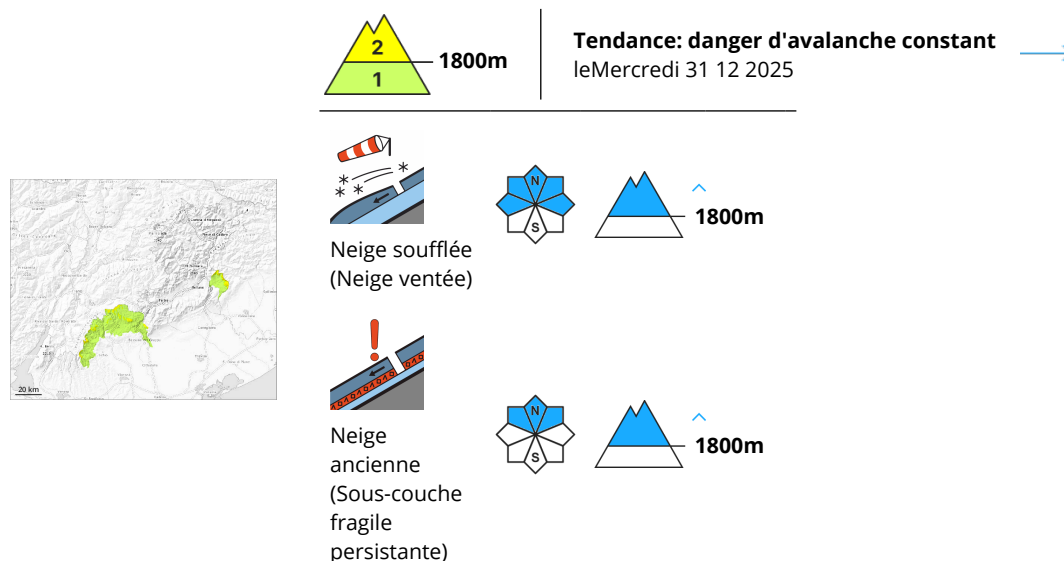 2
1
1800m
Tendance: danger d'avalanche constant
leMercredi 31 12 2025
N
S
1800m
Neige soufflée
(Neige ventée)
20 km
N
S
1800m
Neige
ancienne
(Sous-couche
fragile
persistante)